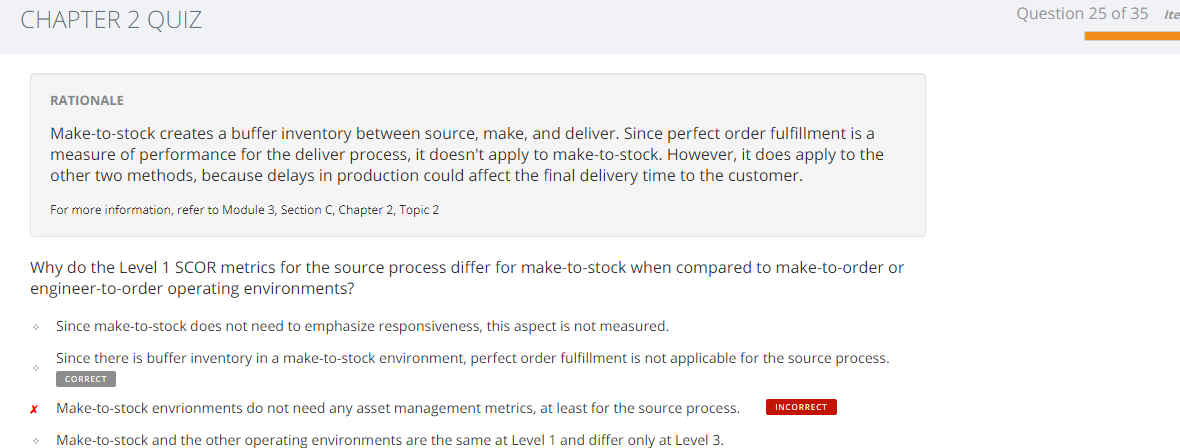 CHAPTER 2 QUIZ
Question 25 of 35 Ite
RATIONALE
Make-to-stock creates a buffer inventory between source, make, and deliver. Since perfect order fulfillment is a
measure of performance for the deliver process, it doesn't apply to make-to-stock. However, it does apply to the
other two methods, because delays in production could affect the final delivery time to the customer.
For more information, refer to Module 3, Section C, Chapter 2, Topic 2
Why do the Level 1 SCOR metrics for the source process differ for make-to-stock when compared to make-to-order or
engineer-to-order operating environments?
Since make-to-stock does not need to emphasize responsiveness, this aspect is not measured.
Since there is buffer inventory in a make-to-stock environment, perfect order fulfillment is not applicable for the source process.
CORRECT
✗ Make-to-stock envrionments do not need any asset management metrics, at least for the source process. INCORRECT
Make-to-stock and the other operating environments are the same at Level 1 and differ only at Level 3.